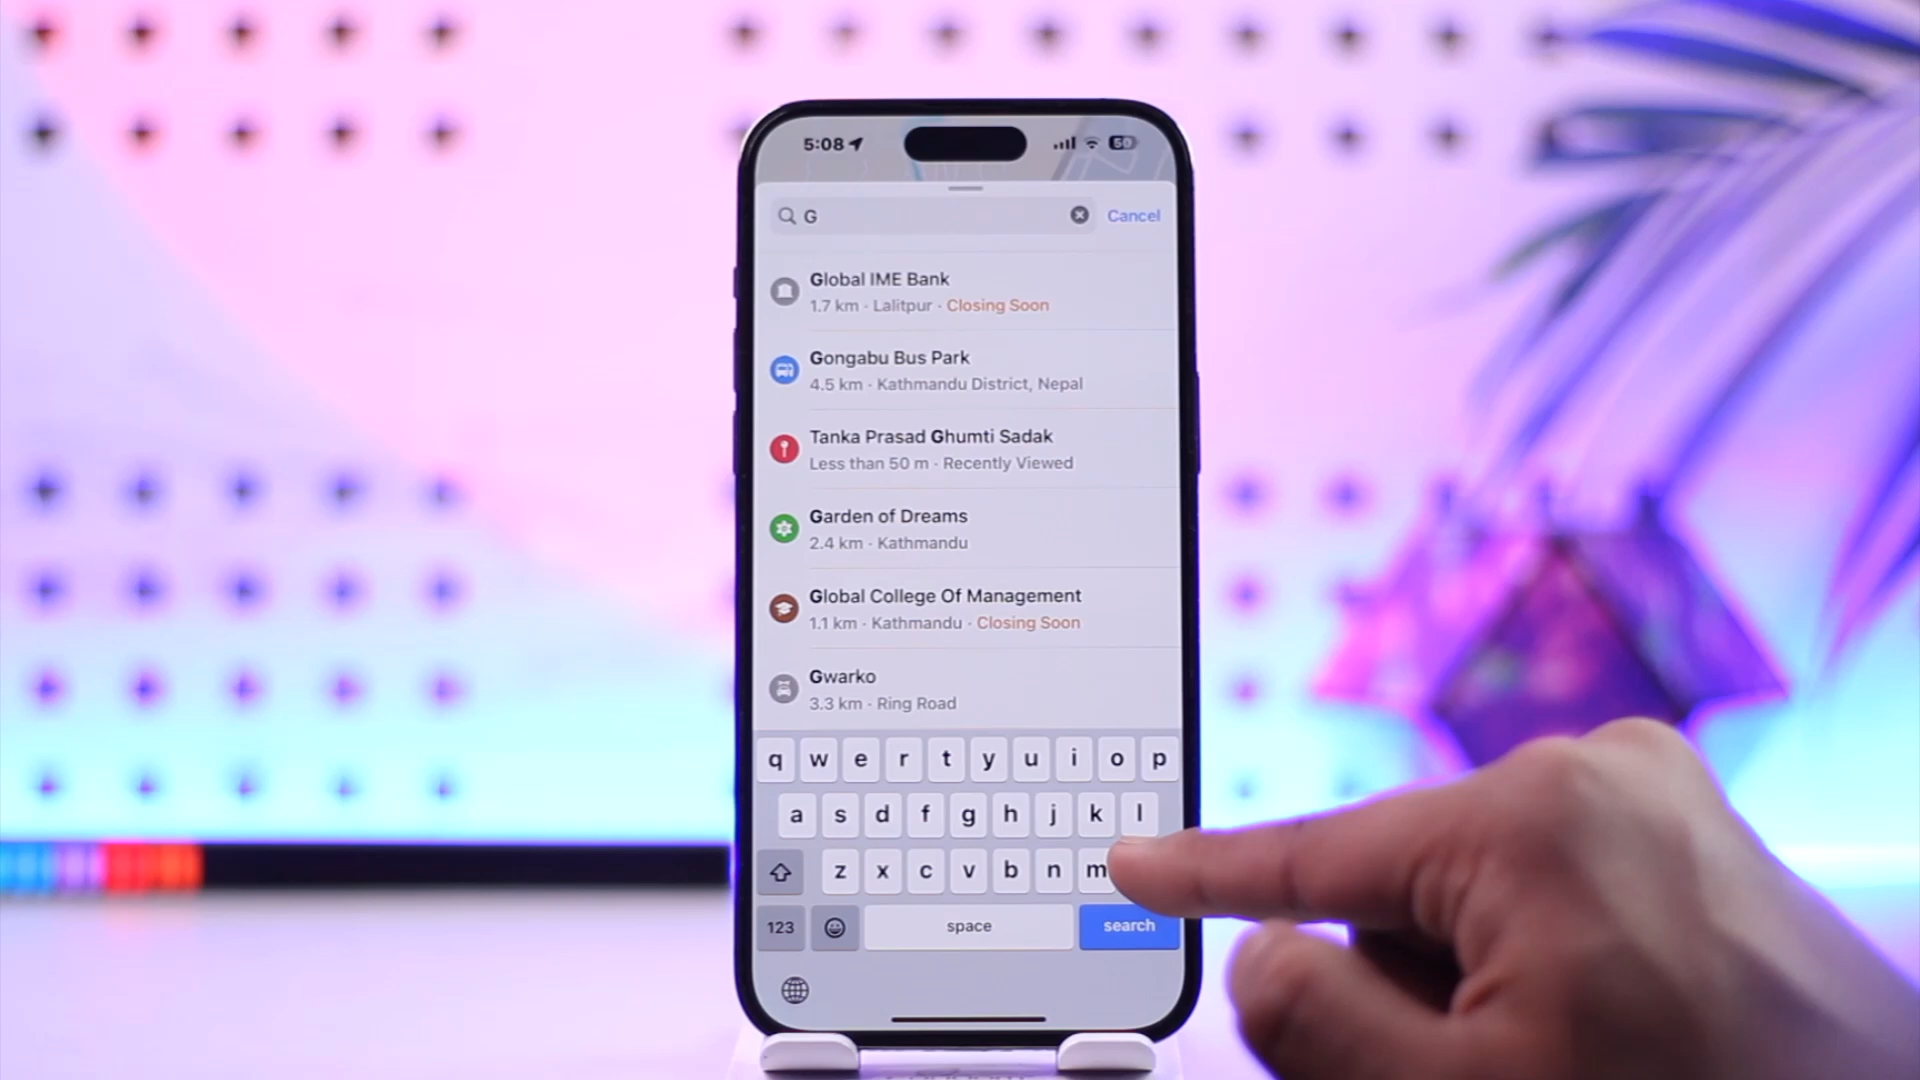 5:08
50
G
Cancel
Global IME Bank
1.7 km · Lalitpur · Closing Soon
Gongabu Bus Park
4.5 km · Kathmandu District, Nepal
Tanka Prasad Ghumti Sadak
Less than 50 m · Recently Viewed
Garden of Dreams
2.4 km · Kathmandu
Global College Of Management
1.1 km · Kathmandu · Closing Soon
Gwarko
3.3 km · Ring Road
q w e r t y u i o p
a s d f g h j k l
z x c v b n m
123 space search